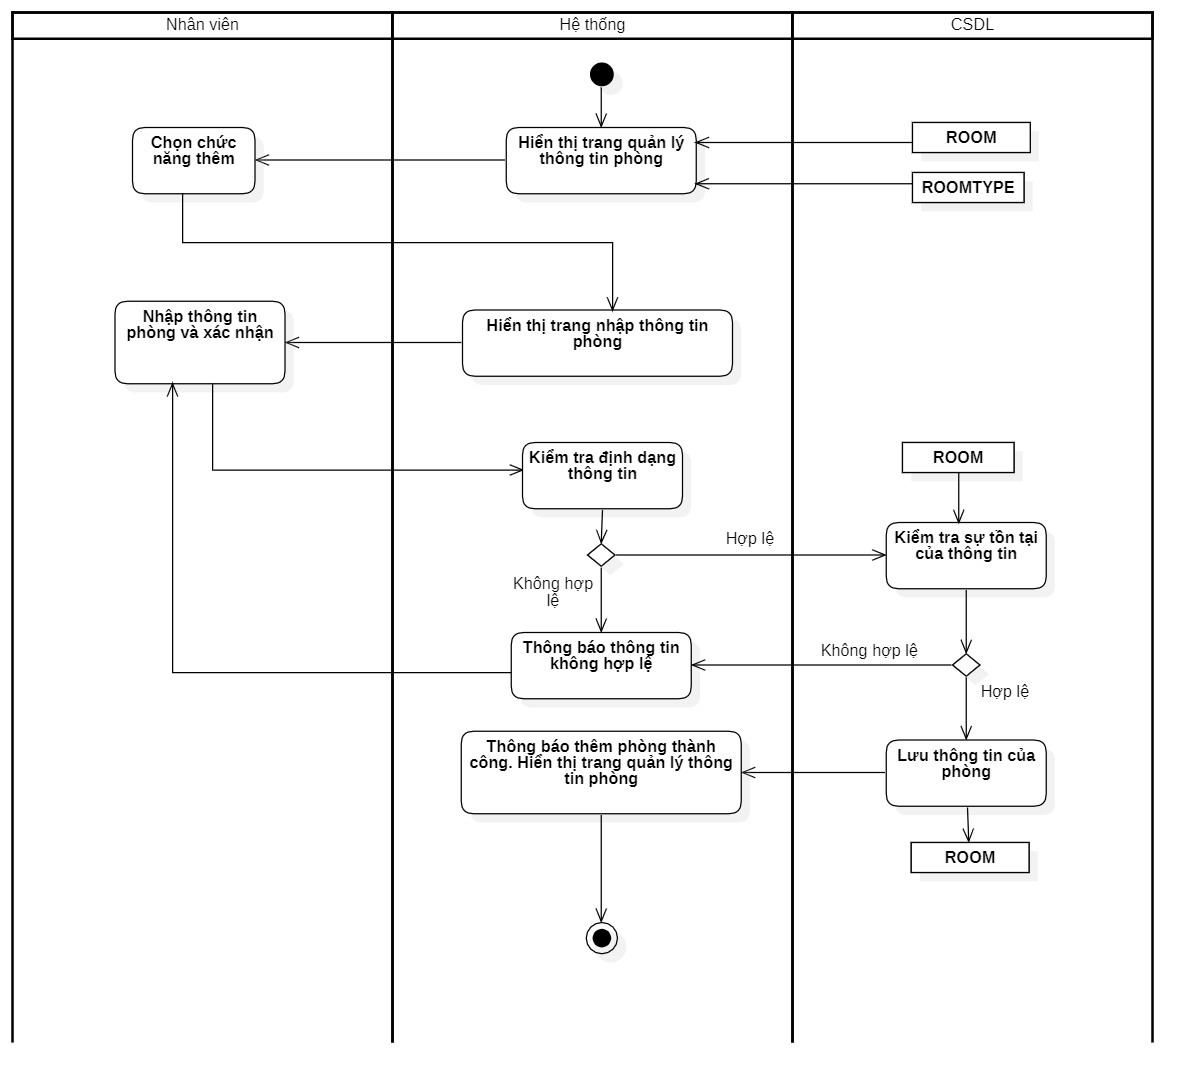 Nhân viên
Hệ thống
CSDL
Chọn chức
năng thêm
Hiển thị trang quản lý
thông tin phòng
ROOM
ROOMTYPE
Nhập thông tin
phòng và xác nhận
Hiển thị trang nhập thông tin
phòng
Kiểm tra định dạng
thông tin
ROOM
Hợp lệ
Kiểm tra sự tồn tại
của thông tin
Không hợp
lệ
Thông báo thông tin
không hợp lệ
Không hợp lệ
Hợp lệ
Thông báo thêm phòng thành
công. Hiển thị trang quản lý thông
tin phòng
Lưu thông tin của
phòng
ROOM